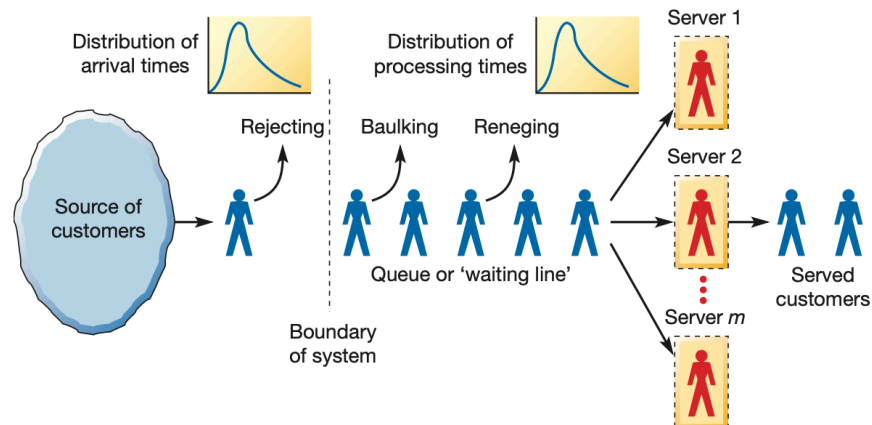 Distribution of
arrival times
Distribution of
processing times
Server 1
Rejecting
Baulking
Reneging
Server 2
Source of
customers
Queue or ‘waiting line’
Served
customers
Boundary
of system
Server m